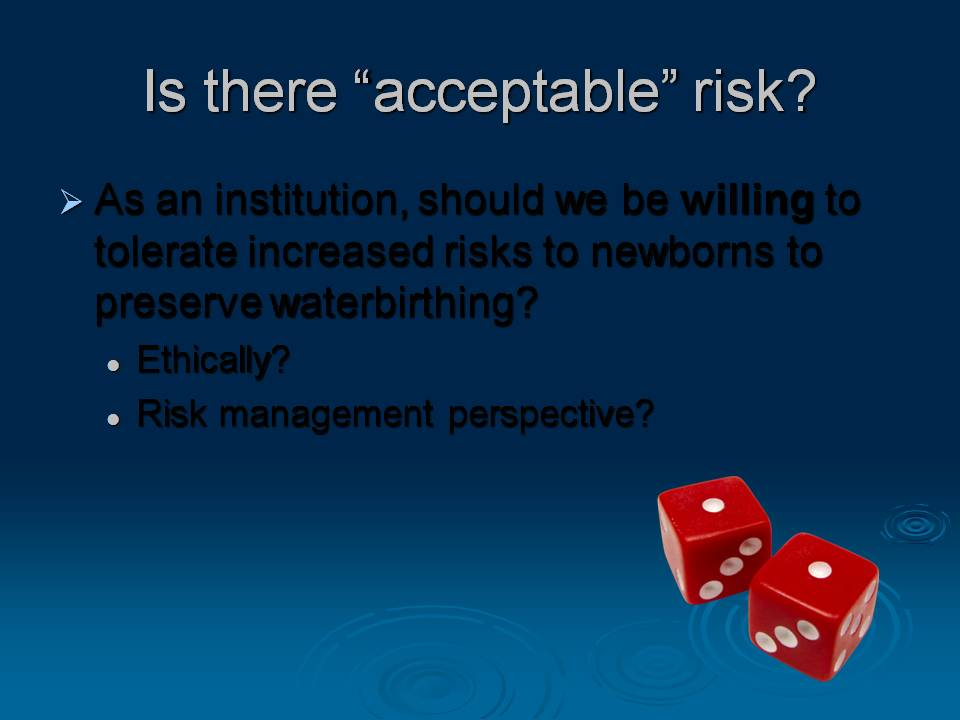 Is there “acceptable” risk?
As an institution, should we be willing to
tolerate increased risks to newborns to
preserve waterbirthing?
Ethically?
Risk management perspective?